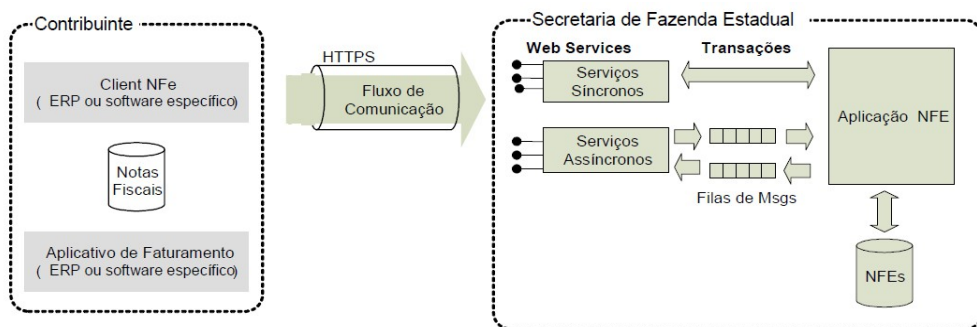 Contribuinte
Client NFe
( ERP ou software específico)
Notas
Fiscais
Aplicativo de Faturamento
( ERP ou software específico)
HTTPS
Fluxo de
Comunicação
Secretaria de Fazenda Estadual
Web Services
Transações
Serviços
Síncronos
Serviços
Assíncronos
Filas de Msgs
Aplicação NFE
NFEs